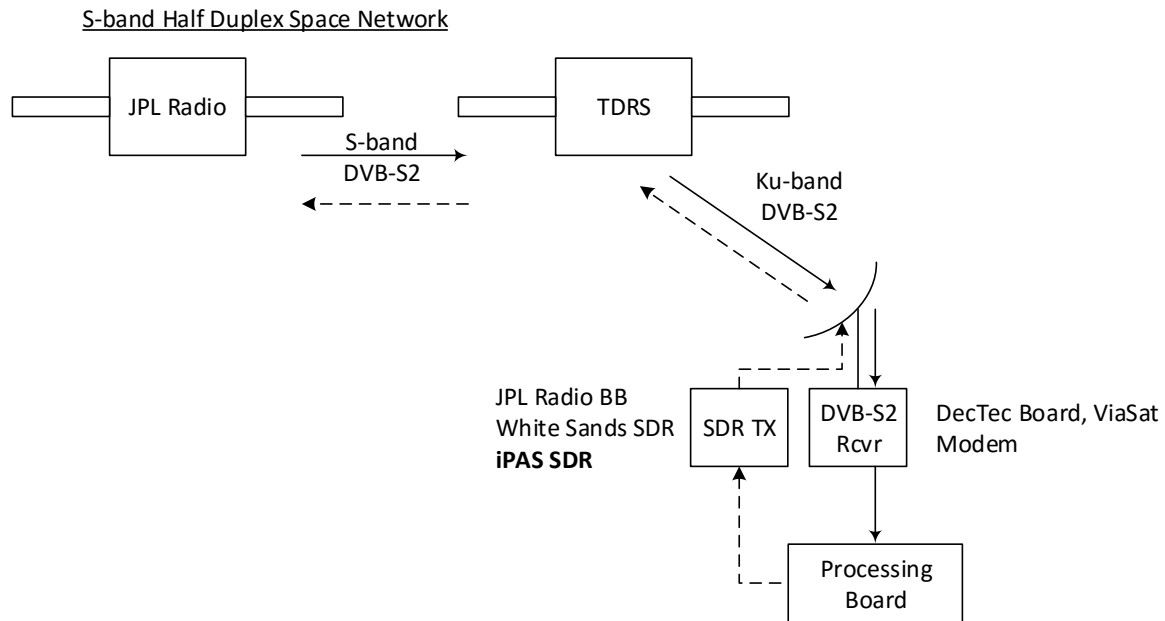 S-band Half Duplex Space Network
JPL Radio
TDRS
S-band
DVB-S2
Ku-band
DVB-S2
JPL Radio BB
White Sands SDR
iPAS SDR
SDR TX
DVB-S2
Rcvr
DecTec Board, ViaSat
Modem
Processing
Board